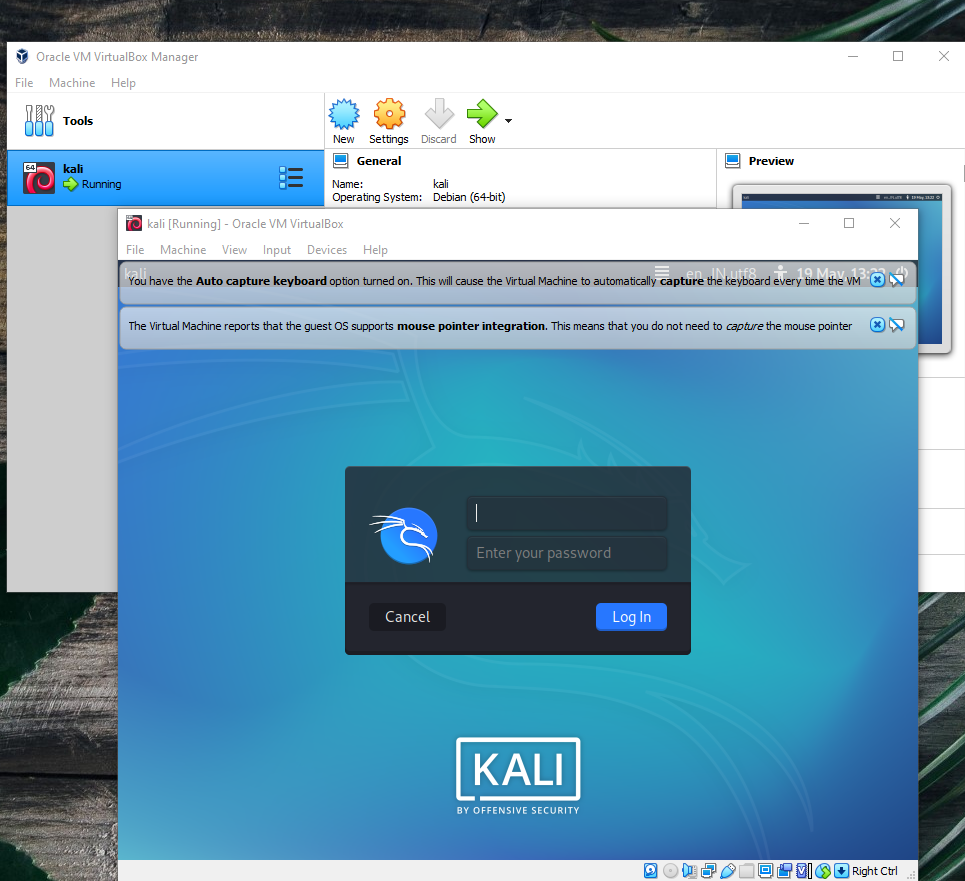 Oracle VM VirtualBox Manager
File Machine Help
Tools
New Settings Discard Show
64
kali
Running
General
Name: kali
Operating System: Debian (64-bit)
Preview
kali [Running] - Oracle VM VirtualBox
File Machine View Input Devices Help
kali
en_IN.utf8 19 May, 13:22
You have the Auto capture keyboard option turned on. This will cause the Virtual Machine to automatically capture the keyboard every time the VM
The Virtual Machine reports that the guest OS supports mouse pointer integration. This means that you do not need to capture the mouse pointer
Enter your password
Cancel Log In
KALI
BY OFFENSIVE SECURITY
Right Ctrl